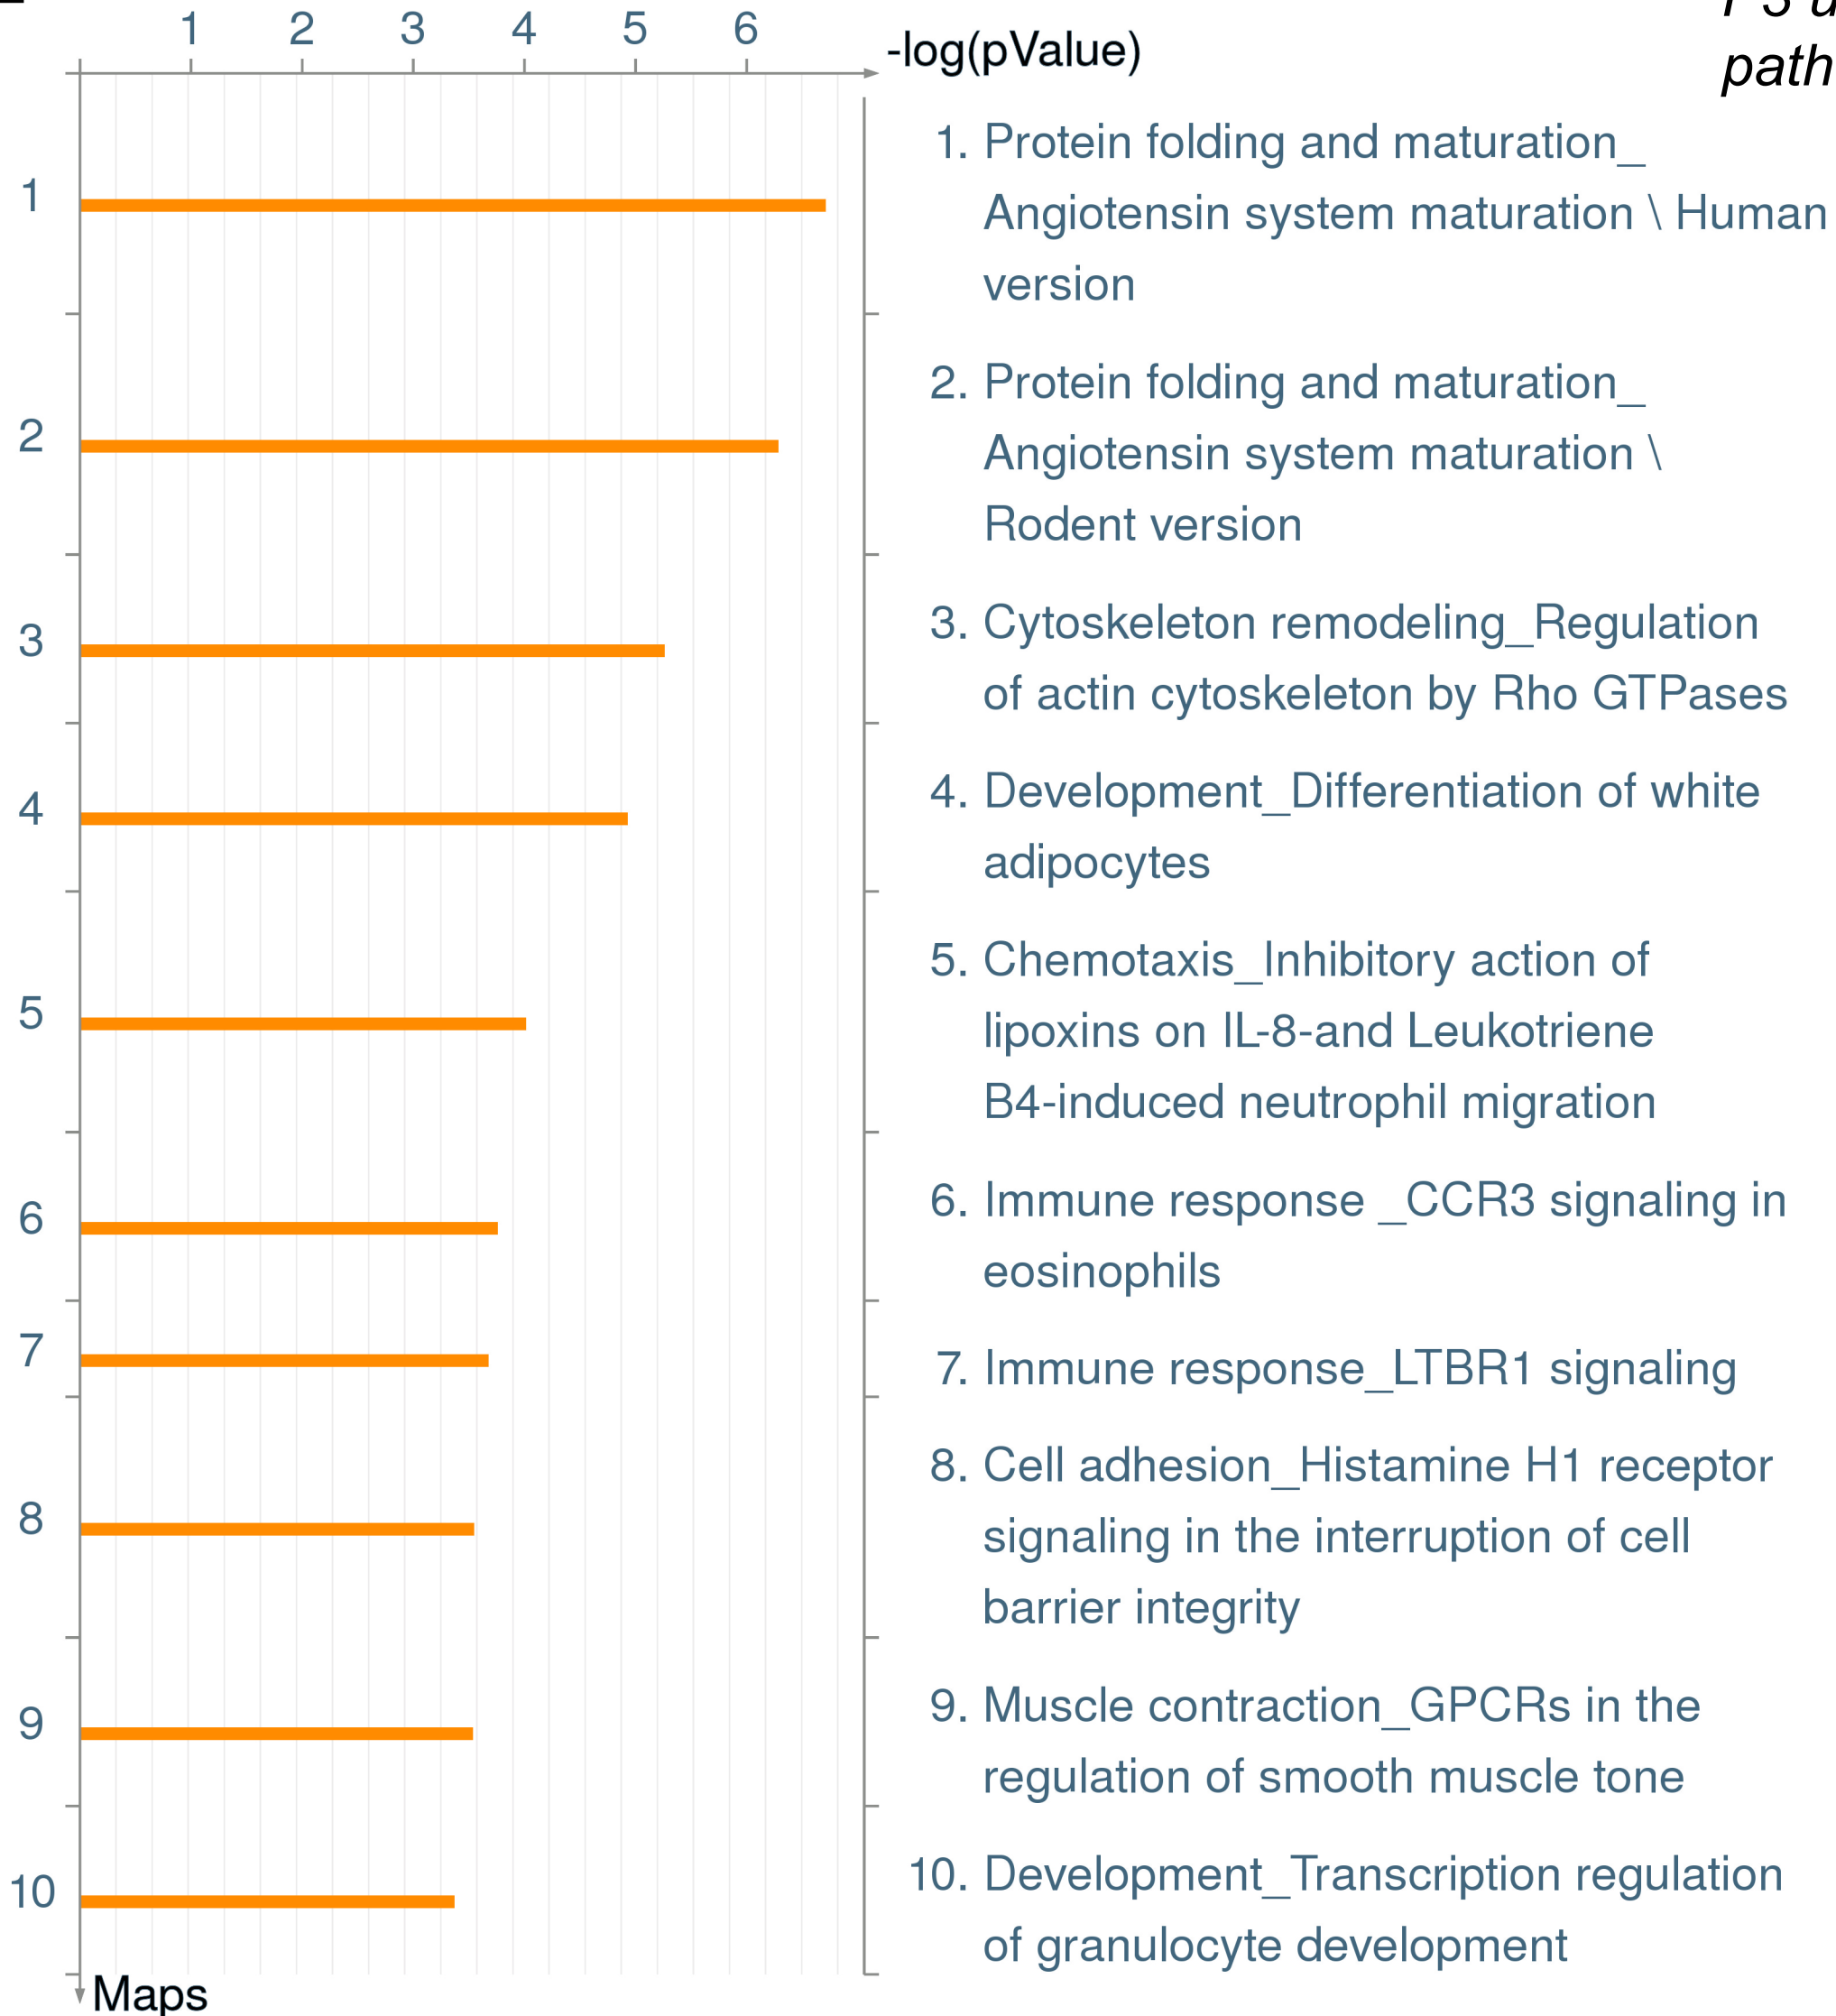 path
1 2 3 4 5 6
-log(pValue)
1
2
3
4
5
6
7
8
9
10
Maps
1. Protein folding and maturation_
Angiotensin system maturation \ Human
version
2. Protein folding and maturation_
Angiotensin system maturation \
Rodent version
3. Cytoskeleton remodeling_Regulation
of actin cytoskeleton by Rho GTPases
4. Development_Differentiation of white
adipocytes
5. Chemotaxis_Inhibitory action of
lipoxins on IL-8-and Leukotriene
B4-induced neutrophil migration
6. Immune response _CCR3 signaling in
eosinophils
7. Immune response_LTBR1 signaling
8. Cell adhesion_Histamine H1 receptor
signaling in the interruption of cell
barrier integrity
9. Muscle contraction_GPCRs in the
regulation of smooth muscle tone
10. Development_Transcription regulation
of granulocyte development